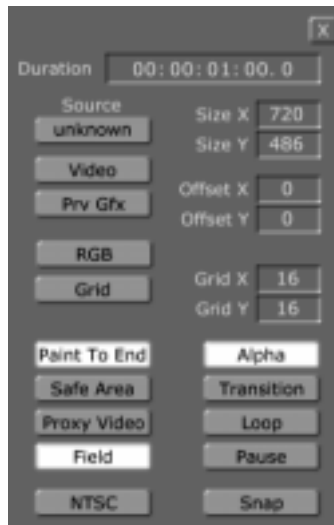 X
Duration 00:00:01:00. 0
Source
unknown
Size X 720
Size Y 486
Video
Prv Gfx
Offset X 0
Offset Y 0
RGB
Grid
Grid X 16
Grid Y 16
Paint To End Alpha
Safe Area Transition
Proxy Video Loop
Field Pause
NTSC Snap